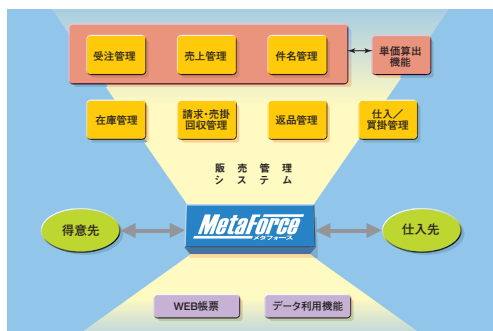 受注管理
売上管理
件名管理
単価算出
機能
在庫管理
請求・売掛
回収管理
返品管理
仕入／
買掛管理
販売管理
システム
得意先
MetaForce
メタフォース
仕入先
WEB帳票
データ利用機能